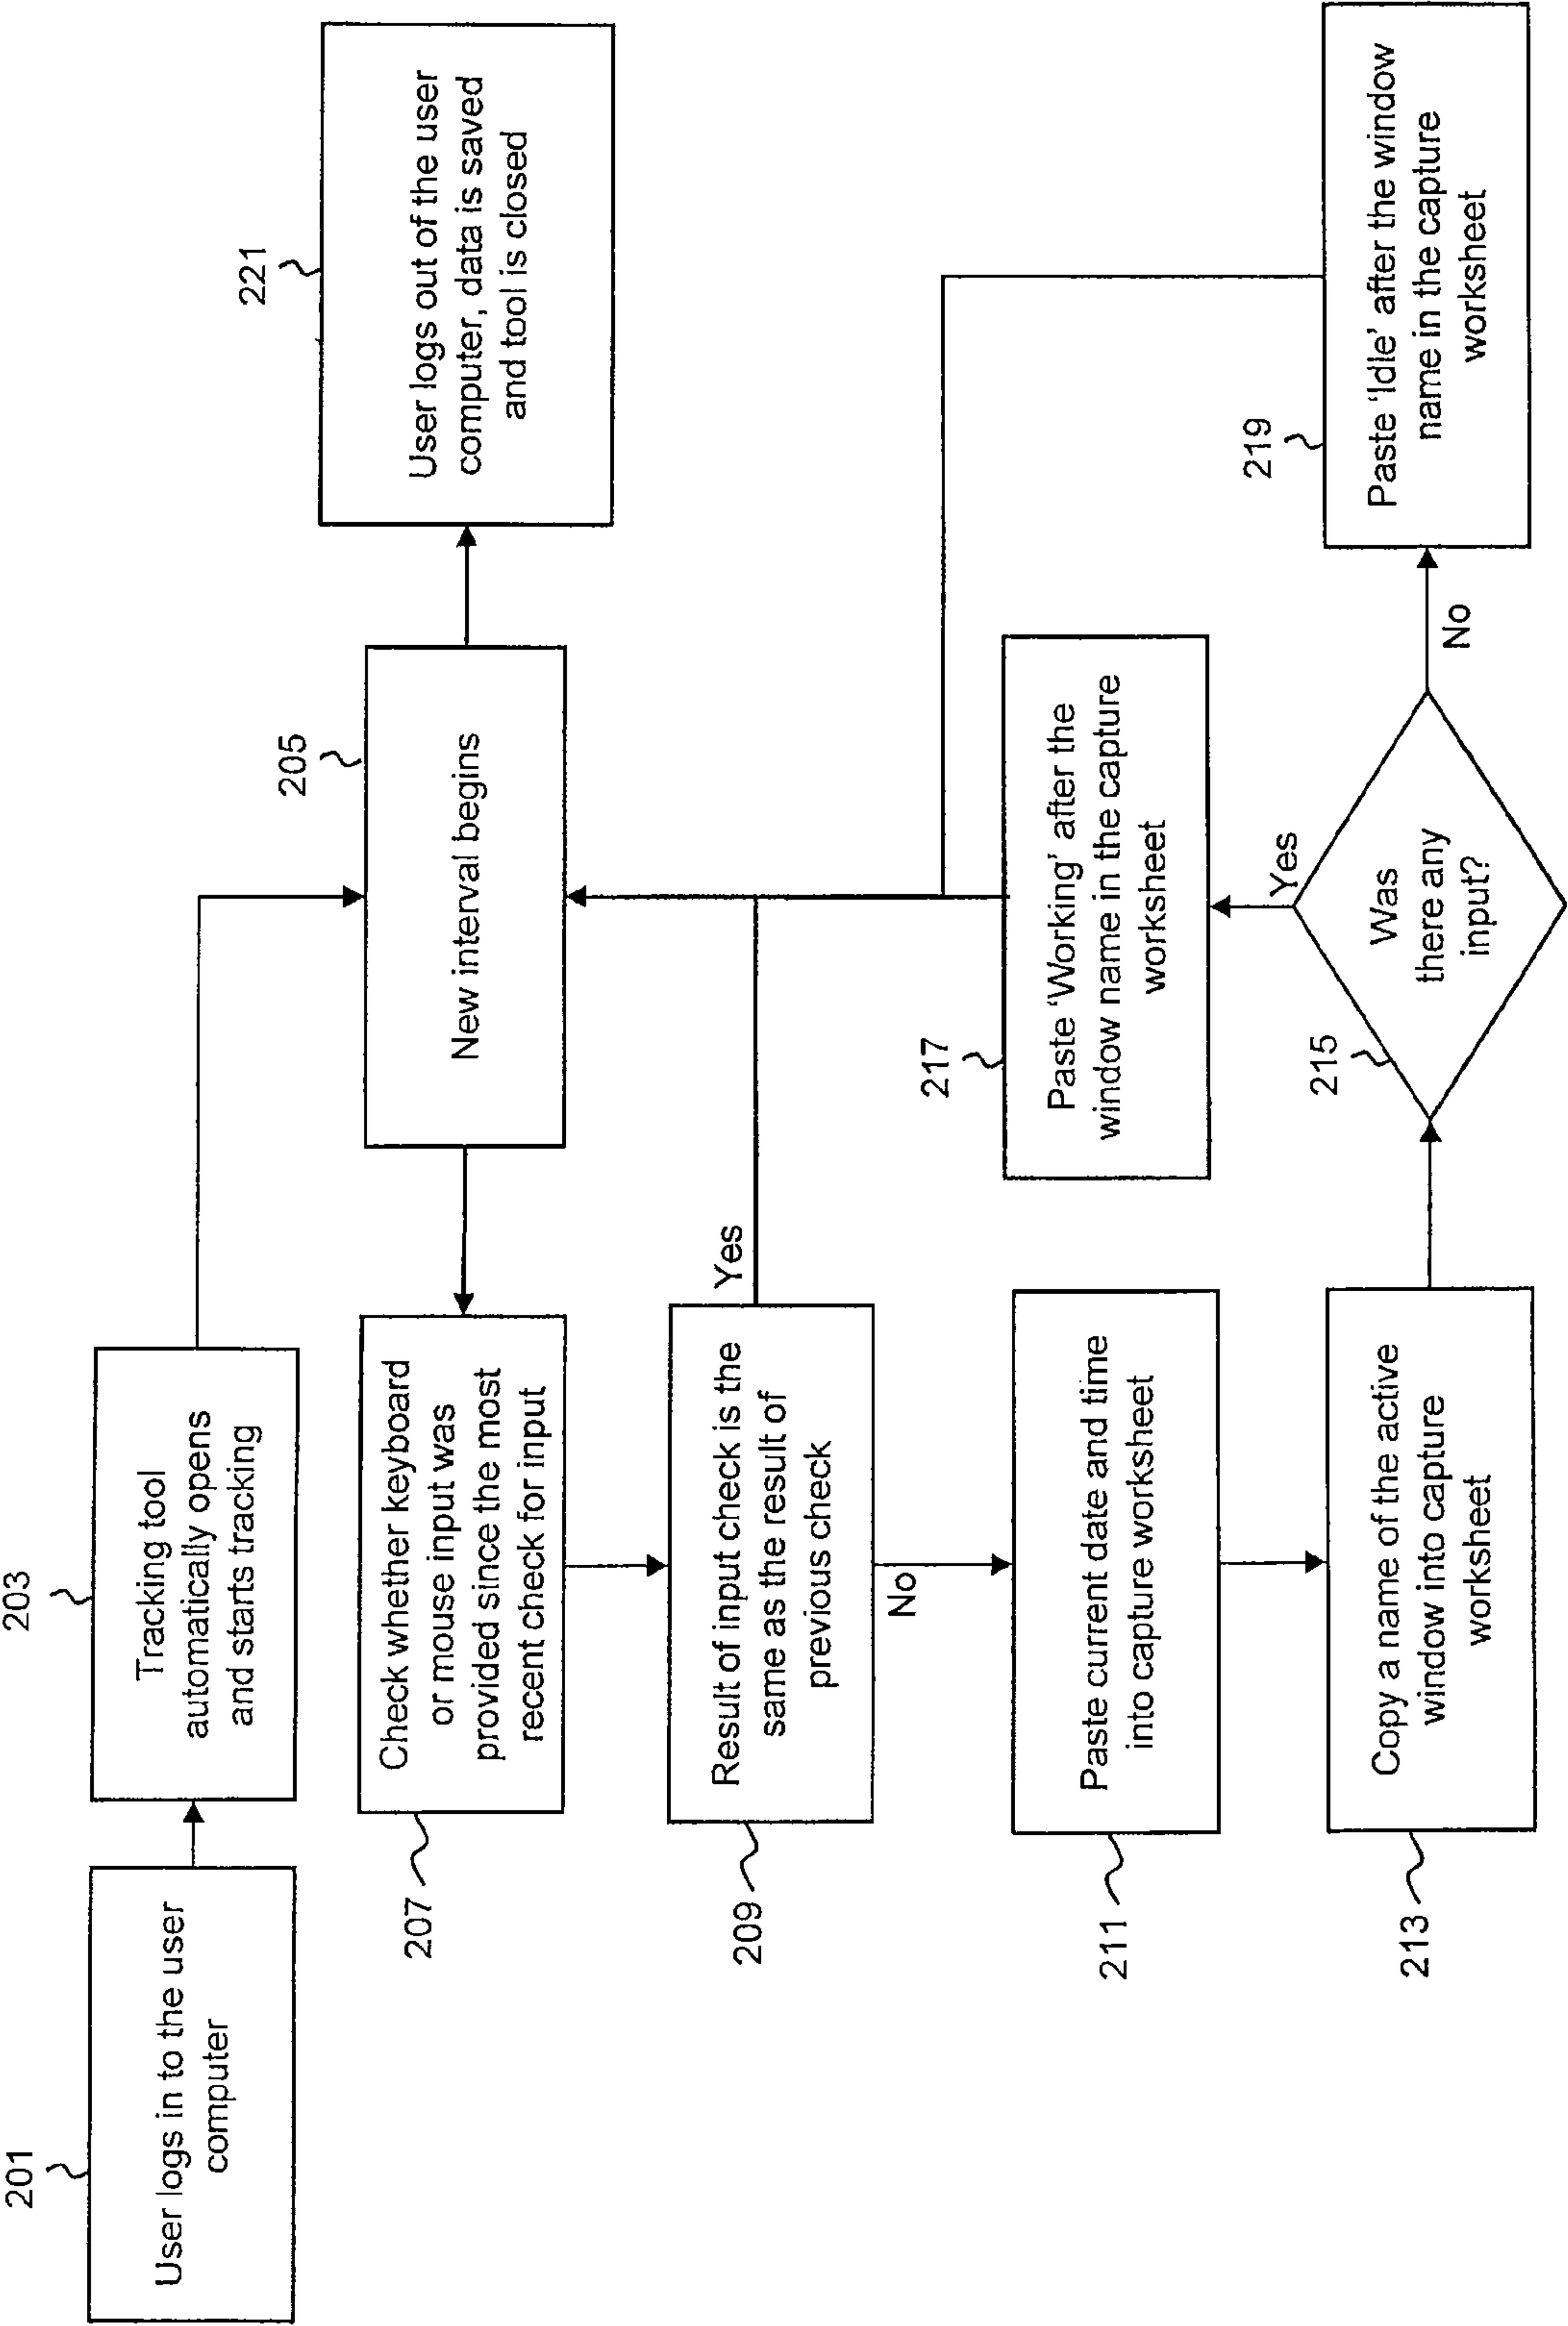 201
User logs in to the user
computer
203
Tracking tool
automatically opens
and starts tracking
205
New interval begins
221
User logs out of the user
computer, data is saved
and tool is closed
207
Check whether keyboard
or mouse input was
provided since the most
recent check for input
209
Result of input check is the
same as the result of
previous check
Yes
No
211
Paste current date and time
into capture worksheet
213
Copy a name of the active
window into capture
worksheet
215
Was
there any
input?
Yes
No
217
Paste ‘Working’ after the
window name in the capture
worksheet
219
Paste ‘Idle’ after the window
name in the capture
worksheet